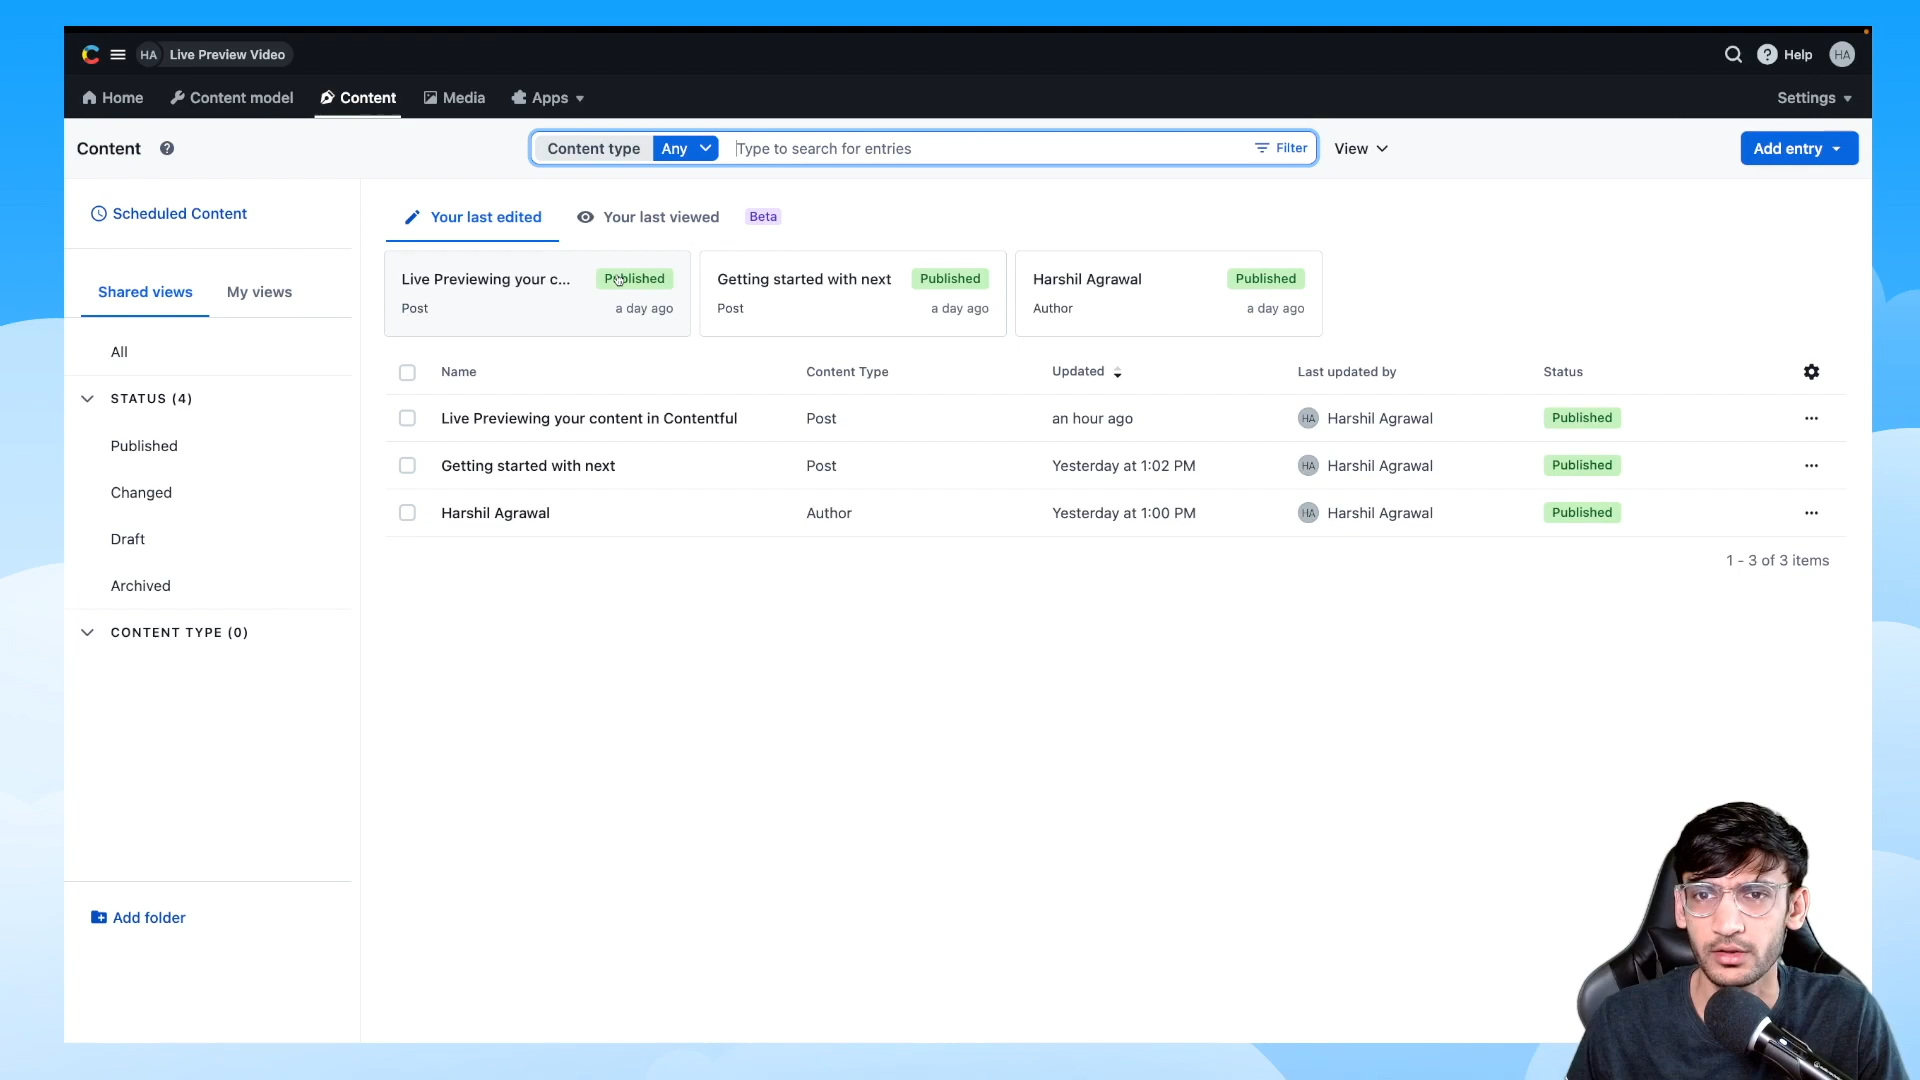 HA Live Preview Video
? Help HA
Home Content model Content Media Apps Settings
Content ? Content type Any Type to search for entries Filter View Add entry
Scheduled Content
Your last edited Your last viewed Beta
Live Previewing your c... Published
Post a day ago
Getting started with next Published
Post a day ago
Harshil Agrawal Published
Author a day ago
Shared views My views
All
STATUS (4)
Published
Changed
Draft
Archived
CONTENT TYPE (0)
Add folder
Name Content Type Updated Last updated by Status
Live Previewing your content in Contentful Post an hour ago HA Harshil Agrawal Published ...
Getting started with next Post Yesterday at 1:02 PM HA Harshil Agrawal Published ...
Harshil Agrawal Author Yesterday at 1:00 PM HA Harshil Agrawal Published ...
1 - 3 of 3 items